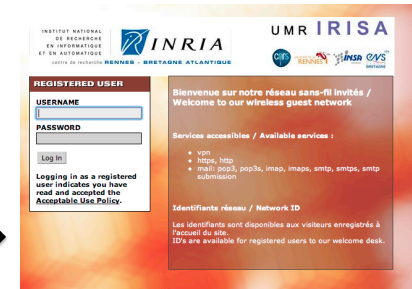 INSTITUT NATIONAL
DE RECHERCHE
EN INFORMATIQUE
ET EN AUTOMATIQUE
INRIA
centre de recherche RENNES - BRETAGNE ATLANTIQUE
UMR IRISA
cnrs
RENNES
INSA
BRETAGNE
REGISTERED USER
USERNAME
PASSWORD
Log In
Logging in as a registered
user indicates you have
read and accepted the
Acceptable Use Policy.
Bienvenue sur notre réseau sans-fil invités /
Welcome to our wireless guest network
Services accessibles / Available services :
• vpn
• https, http
• mail: pop3, pop3s, imap, imaps, smtp, smtps, smtp
submission
Identifiants réseau / Network ID
Les identifiants sont disponibles aux visiteurs enregistrés à
l'accueil du site.
ID's are available for registered users to our welcome desk.